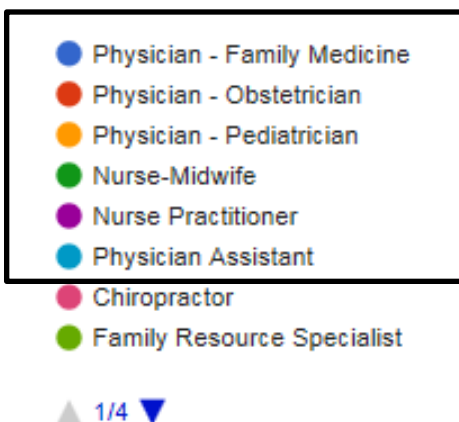 Physician - Family Medicine
Physician - Obstetrician
Physician - Pediatrician
Nurse-Midwife
Nurse Practitioner
Physician Assistant
Chiropractor
Family Resource Specialist
1/4